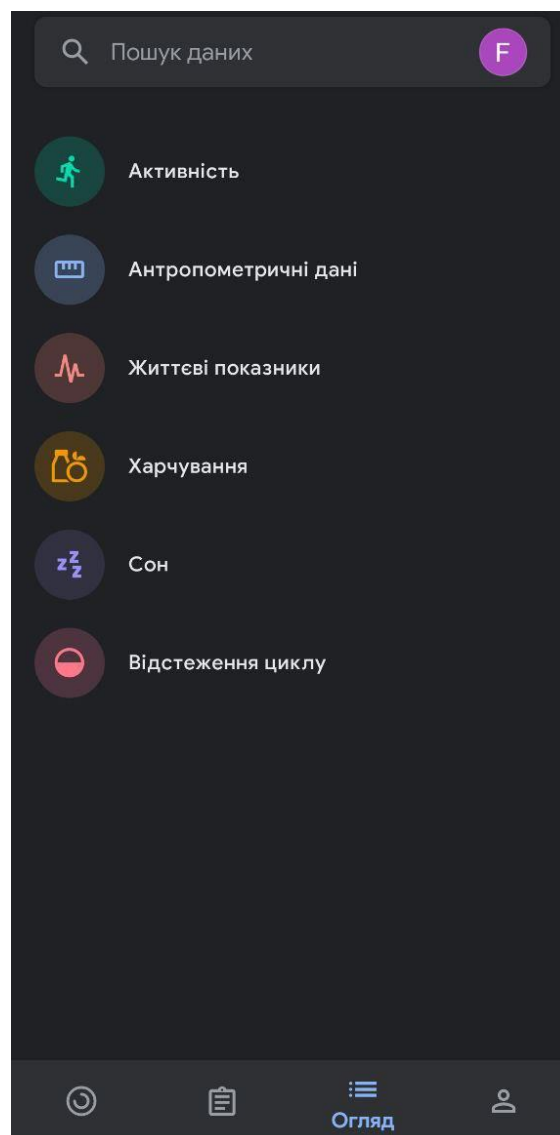 Пошук даних
F
Активність
Антропометричні дані
Життєві показники
Харчування
Сон
Відстеження циклу
Огляд